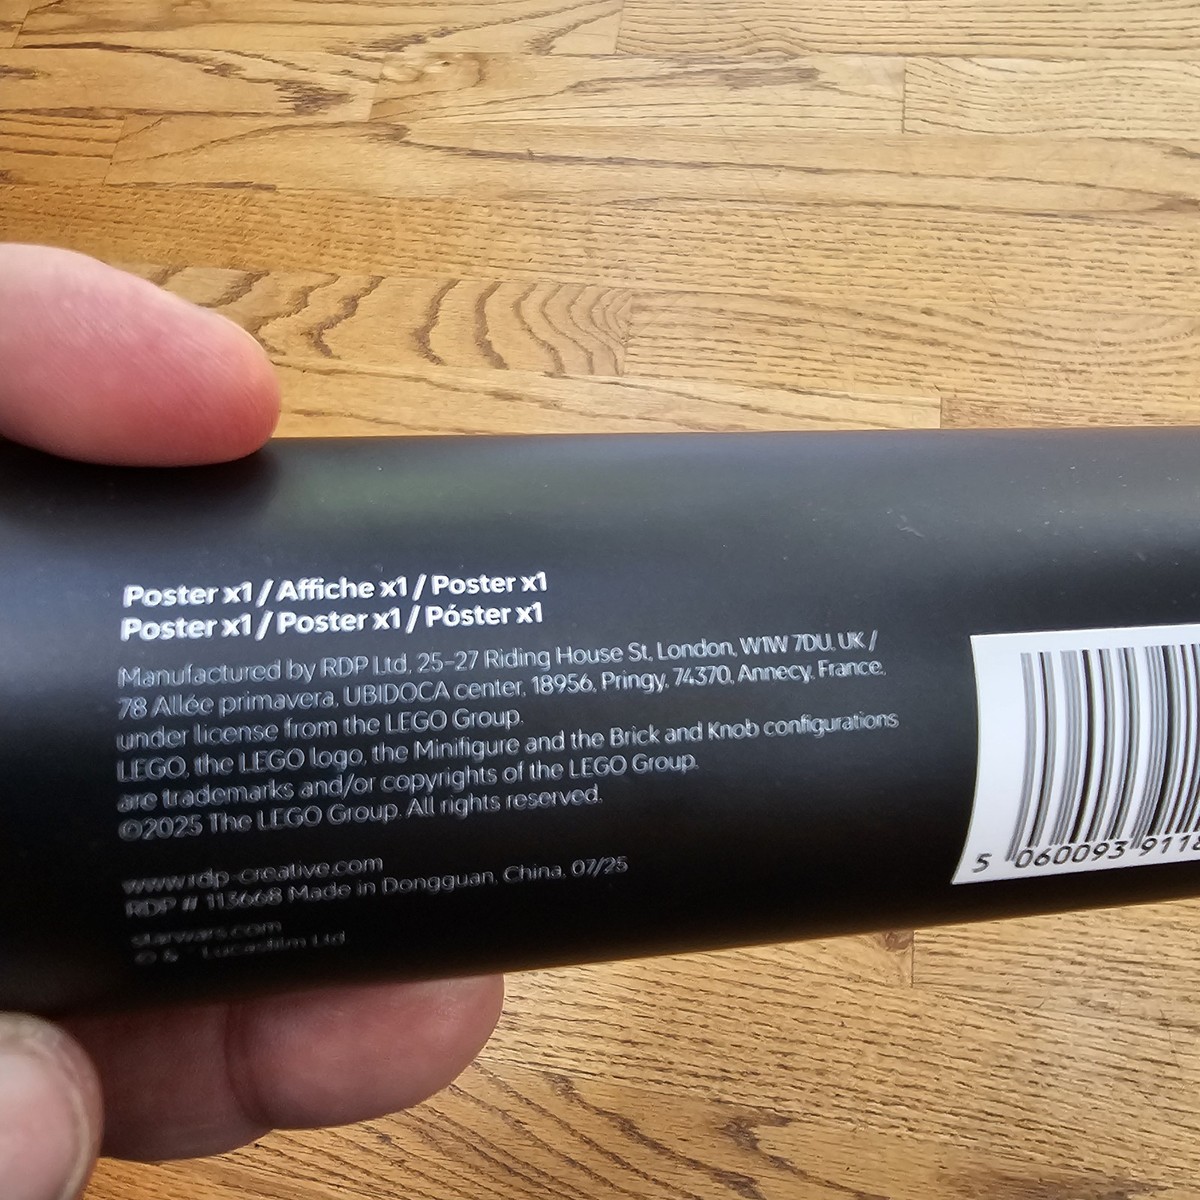 Poster x1 / Affiche x1 / Poster x1
Poster x1 / Poster x1 / Póster x1
Manufactured by RDP Ltd, 25-27 Riding House St, London, W1W 7DU, UK /
78 Allée primavera, UBIDOCA center, 18956, Pringy, 74370, Annecy, France,
under license from the LEGO Group.
LEGO, the LEGO logo, the Minifigure and the Brick and Knob configurations
are trademarks and/or copyrights of the LEGO Group.
©2025 The LEGO Group. All rights reserved.
www.rdp-creative.com
RDP # 113668 Made in Dongguan, China, 07/25
starwars.com
© & Lucasfilm Ltd
5 060093 9118